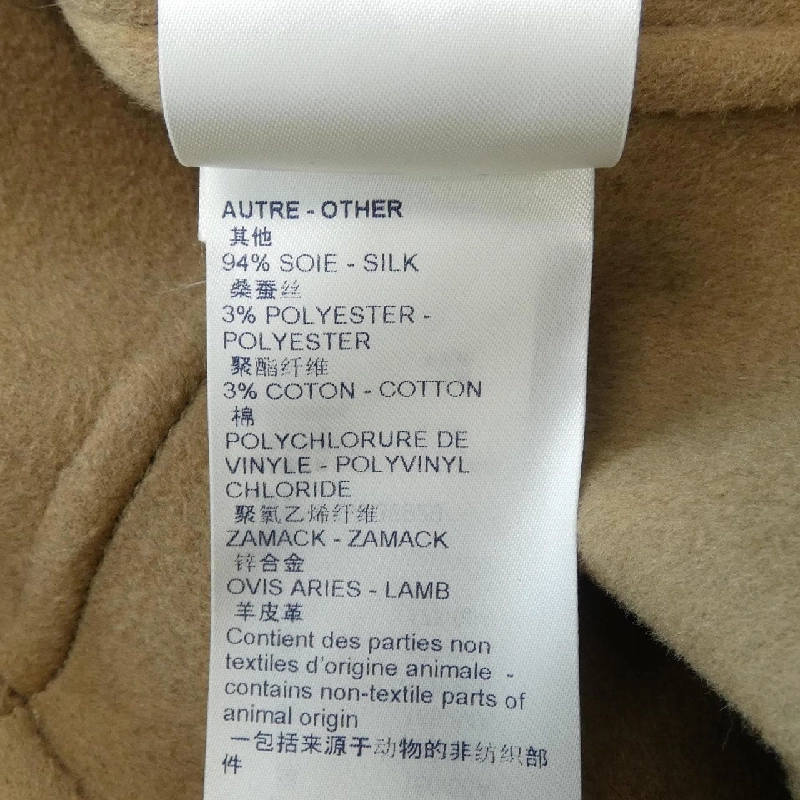 AUTRE - OTHER
其他
94% SOIE - SILK
桑蚕丝
3% POLYESTER -
POLYESTER
聚酯纤维
3% COTON - COTTON
棉
POLYCHLORURE DE
VINYLE - POLYVINYL
CHLORIDE
聚氯乙烯纤维
ZAMACK - ZAMACK
锌合金
OVIS ARIES - LAMB
羊皮革
Contient des parties non
textiles d'origine animale -
contains non-textile parts of
animal origin
一包括来源于动物的非纺织部
件